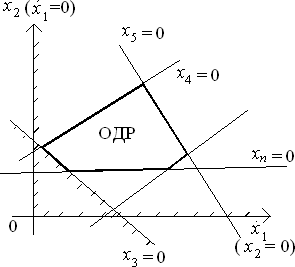 x₂ (x₁=0)
x₅ = 0
x₄ = 0
ОДР
xₙ = 0
0
x₁
(x₂ = 0)
x₃ = 0